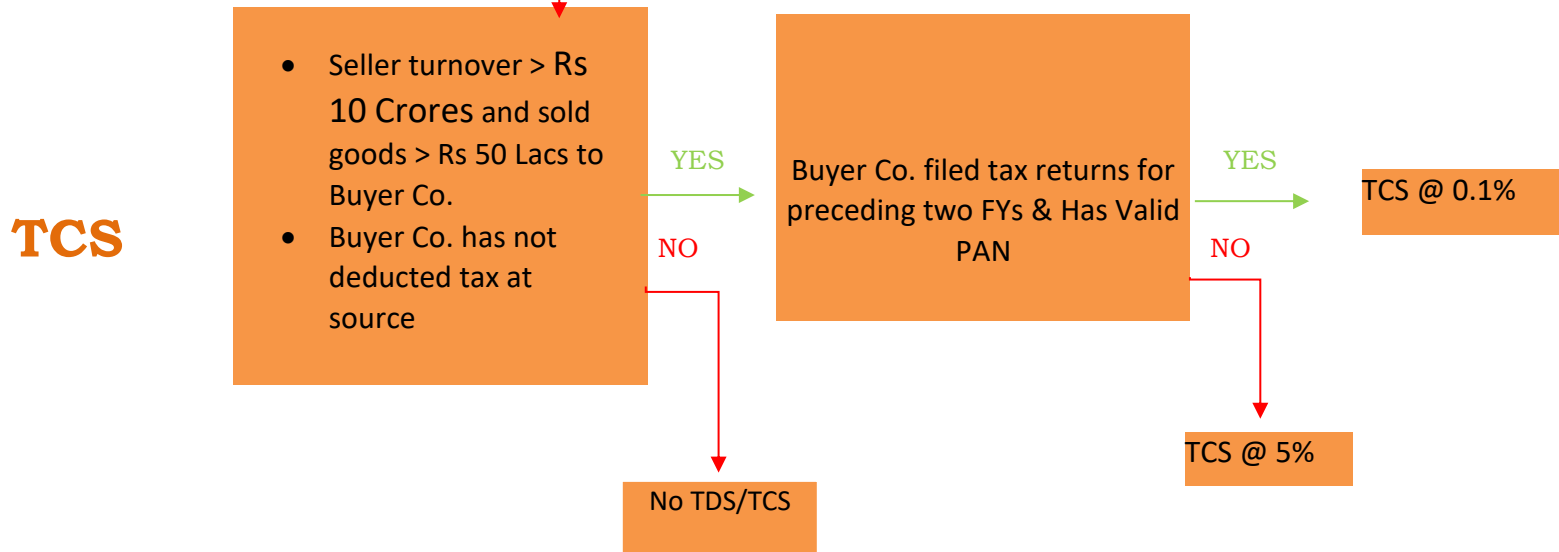 • Seller turnover > Rs
10 Crores and sold
goods > Rs 50 Lacs to
Buyer Co.
• Buyer Co. has not
deducted tax at
source
TCS
YES
NO
Buyer Co. filed tax returns for
preceding two FYs & Has Valid
PAN
YES
NO
TCS @ 0.1%
TCS @ 5%
No TDS/TCS